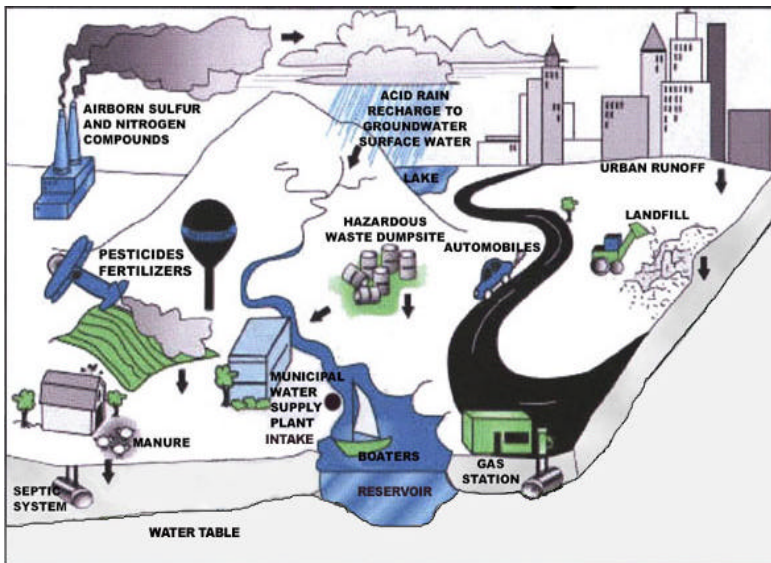 AIRBORN SULFUR
AND NITROGEN
COMPOUNDS
ACID RAIN
RECHARGE TO
GROUNDWATER
SURFACE WATER
LAKE
URBAN RUNOFF
PESTICIDES
FERTILIZERS
HAZARDOUS
WASTE DUMPSITE
AUTOMOBILES
LANDFILL
MUNICIPAL
WATER
SUPPLY
PLANT
INTAKE
MANURE
BOATERS
GAS
STATION
SEPTIC
SYSTEM
RESERVOIR
WATER TABLE